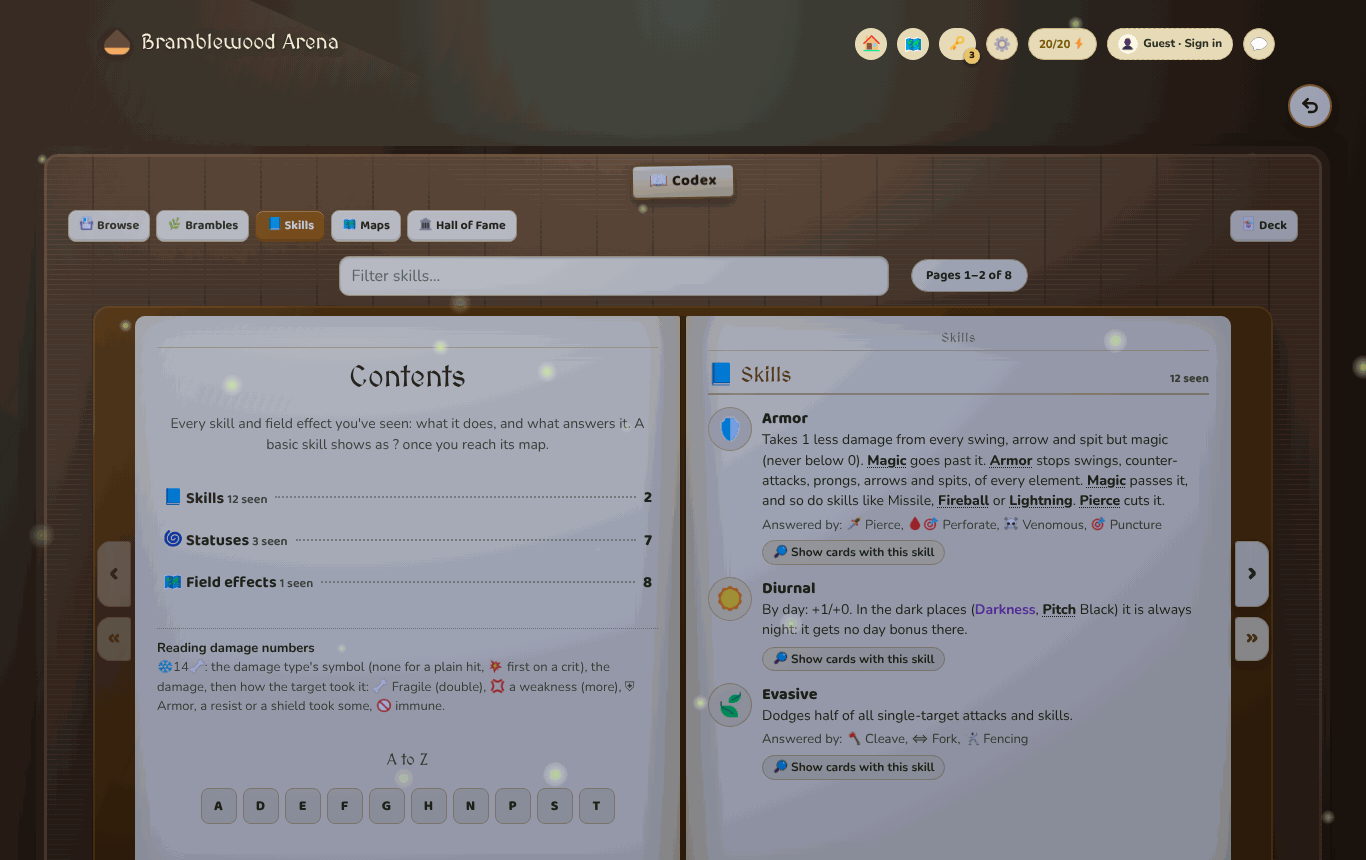 Bramblewood Arena
3
20/20
Guest · Sign in
Codex
Browse
Brambles
Skills
Maps
Hall of Fame
Deck
Filter skills...
Pages 1–2 of 8
Contents
Every skill and field effect you've seen: what it does, and what answers it. A
basic skill shows as ? once you reach its map.
Skills 12 seen 2
Statuses 3 seen 7
Field effects 1 seen 8
Reading damage numbers
14: the damage type's symbol (none for a plain hit, first on a crit), the
damage, then how the target took it: Fragile (double), a weakness (more),
Armor, a resist or a shield took some, immune.
A to Z
A D E F G H N P S T
Skills
Skills
12 seen
Armor
Takes 1 less damage from every swing, arrow and spit but magic
(never below 0). Magic goes past it. Armor stops swings, counter-
attacks, prongs, arrows and spits, of every element. Magic passes it,
and so do skills like Missile, Fireball or Lightning. Pierce cuts it.
Answered by: Pierce, Perforate, Venomous, Puncture
Show cards with this skill
Diurnal
By day: +1/+0. In the dark places (Darkness, Pitch Black) it is always
night: it gets no day bonus there.
Show cards with this skill
Evasive
Dodges half of all single-target attacks and skills.
Answered by: Cleave, Fork, Fencing
Show cards with this skill